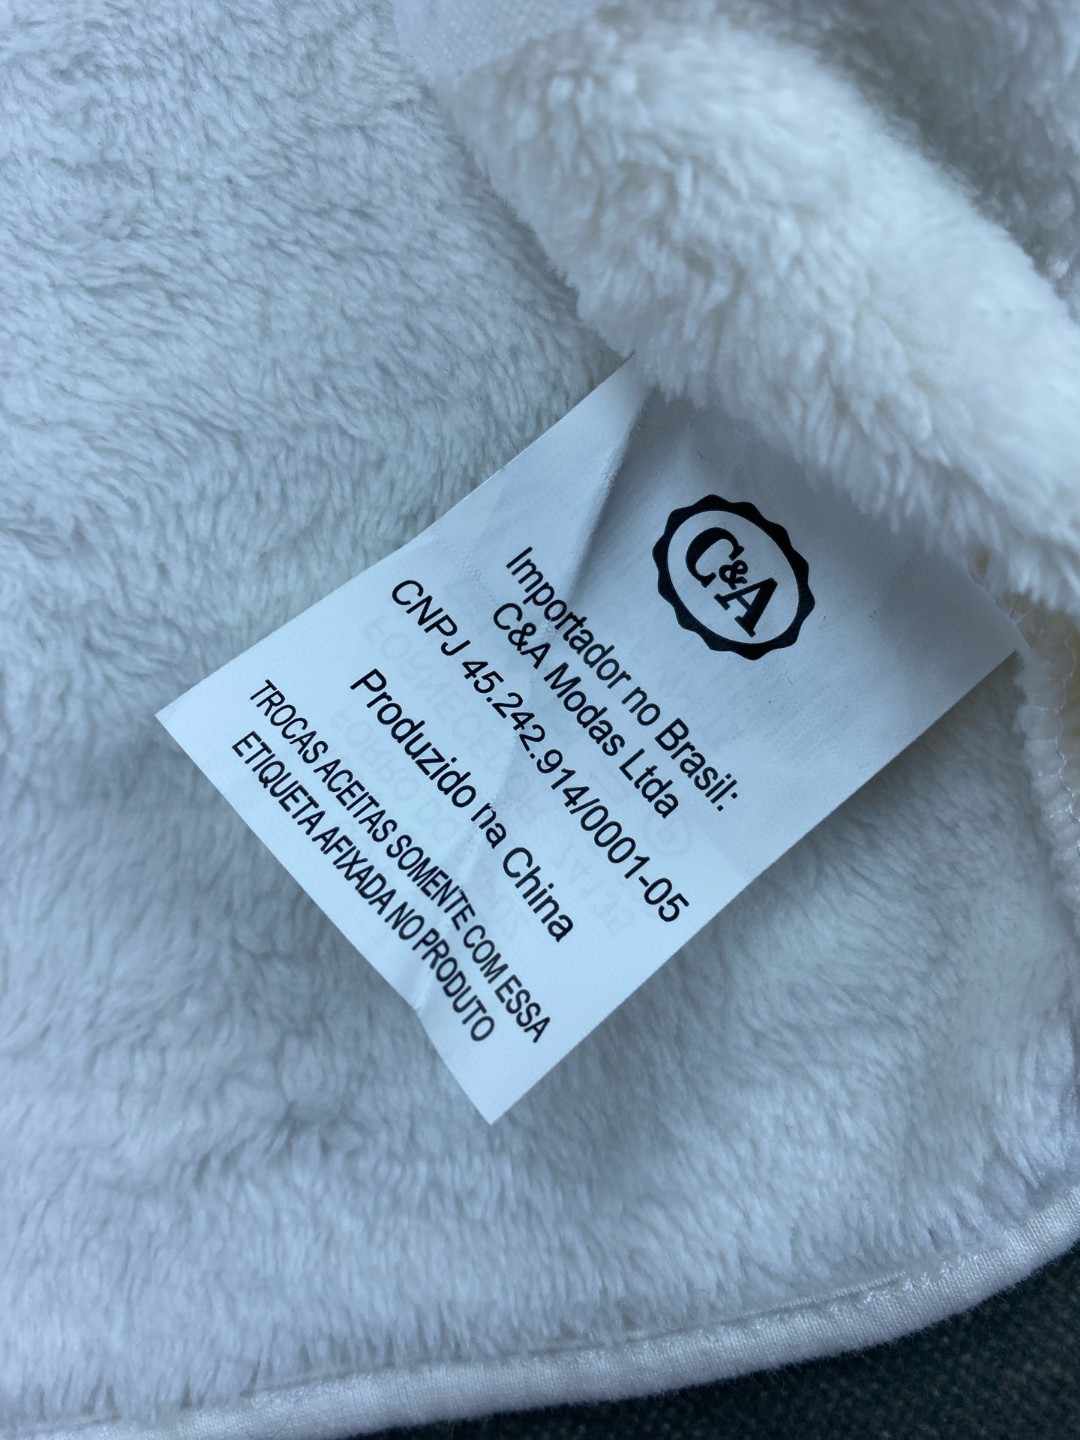 C&A
Importador no Brasil:
C&A Modas Ltda
CNPJ 45.242.914/0001-05
Produzido na China
TROCAS ACEITAS SOMENTE COM ESSA
ETIQUETA AFIXADA NO PRODUTO